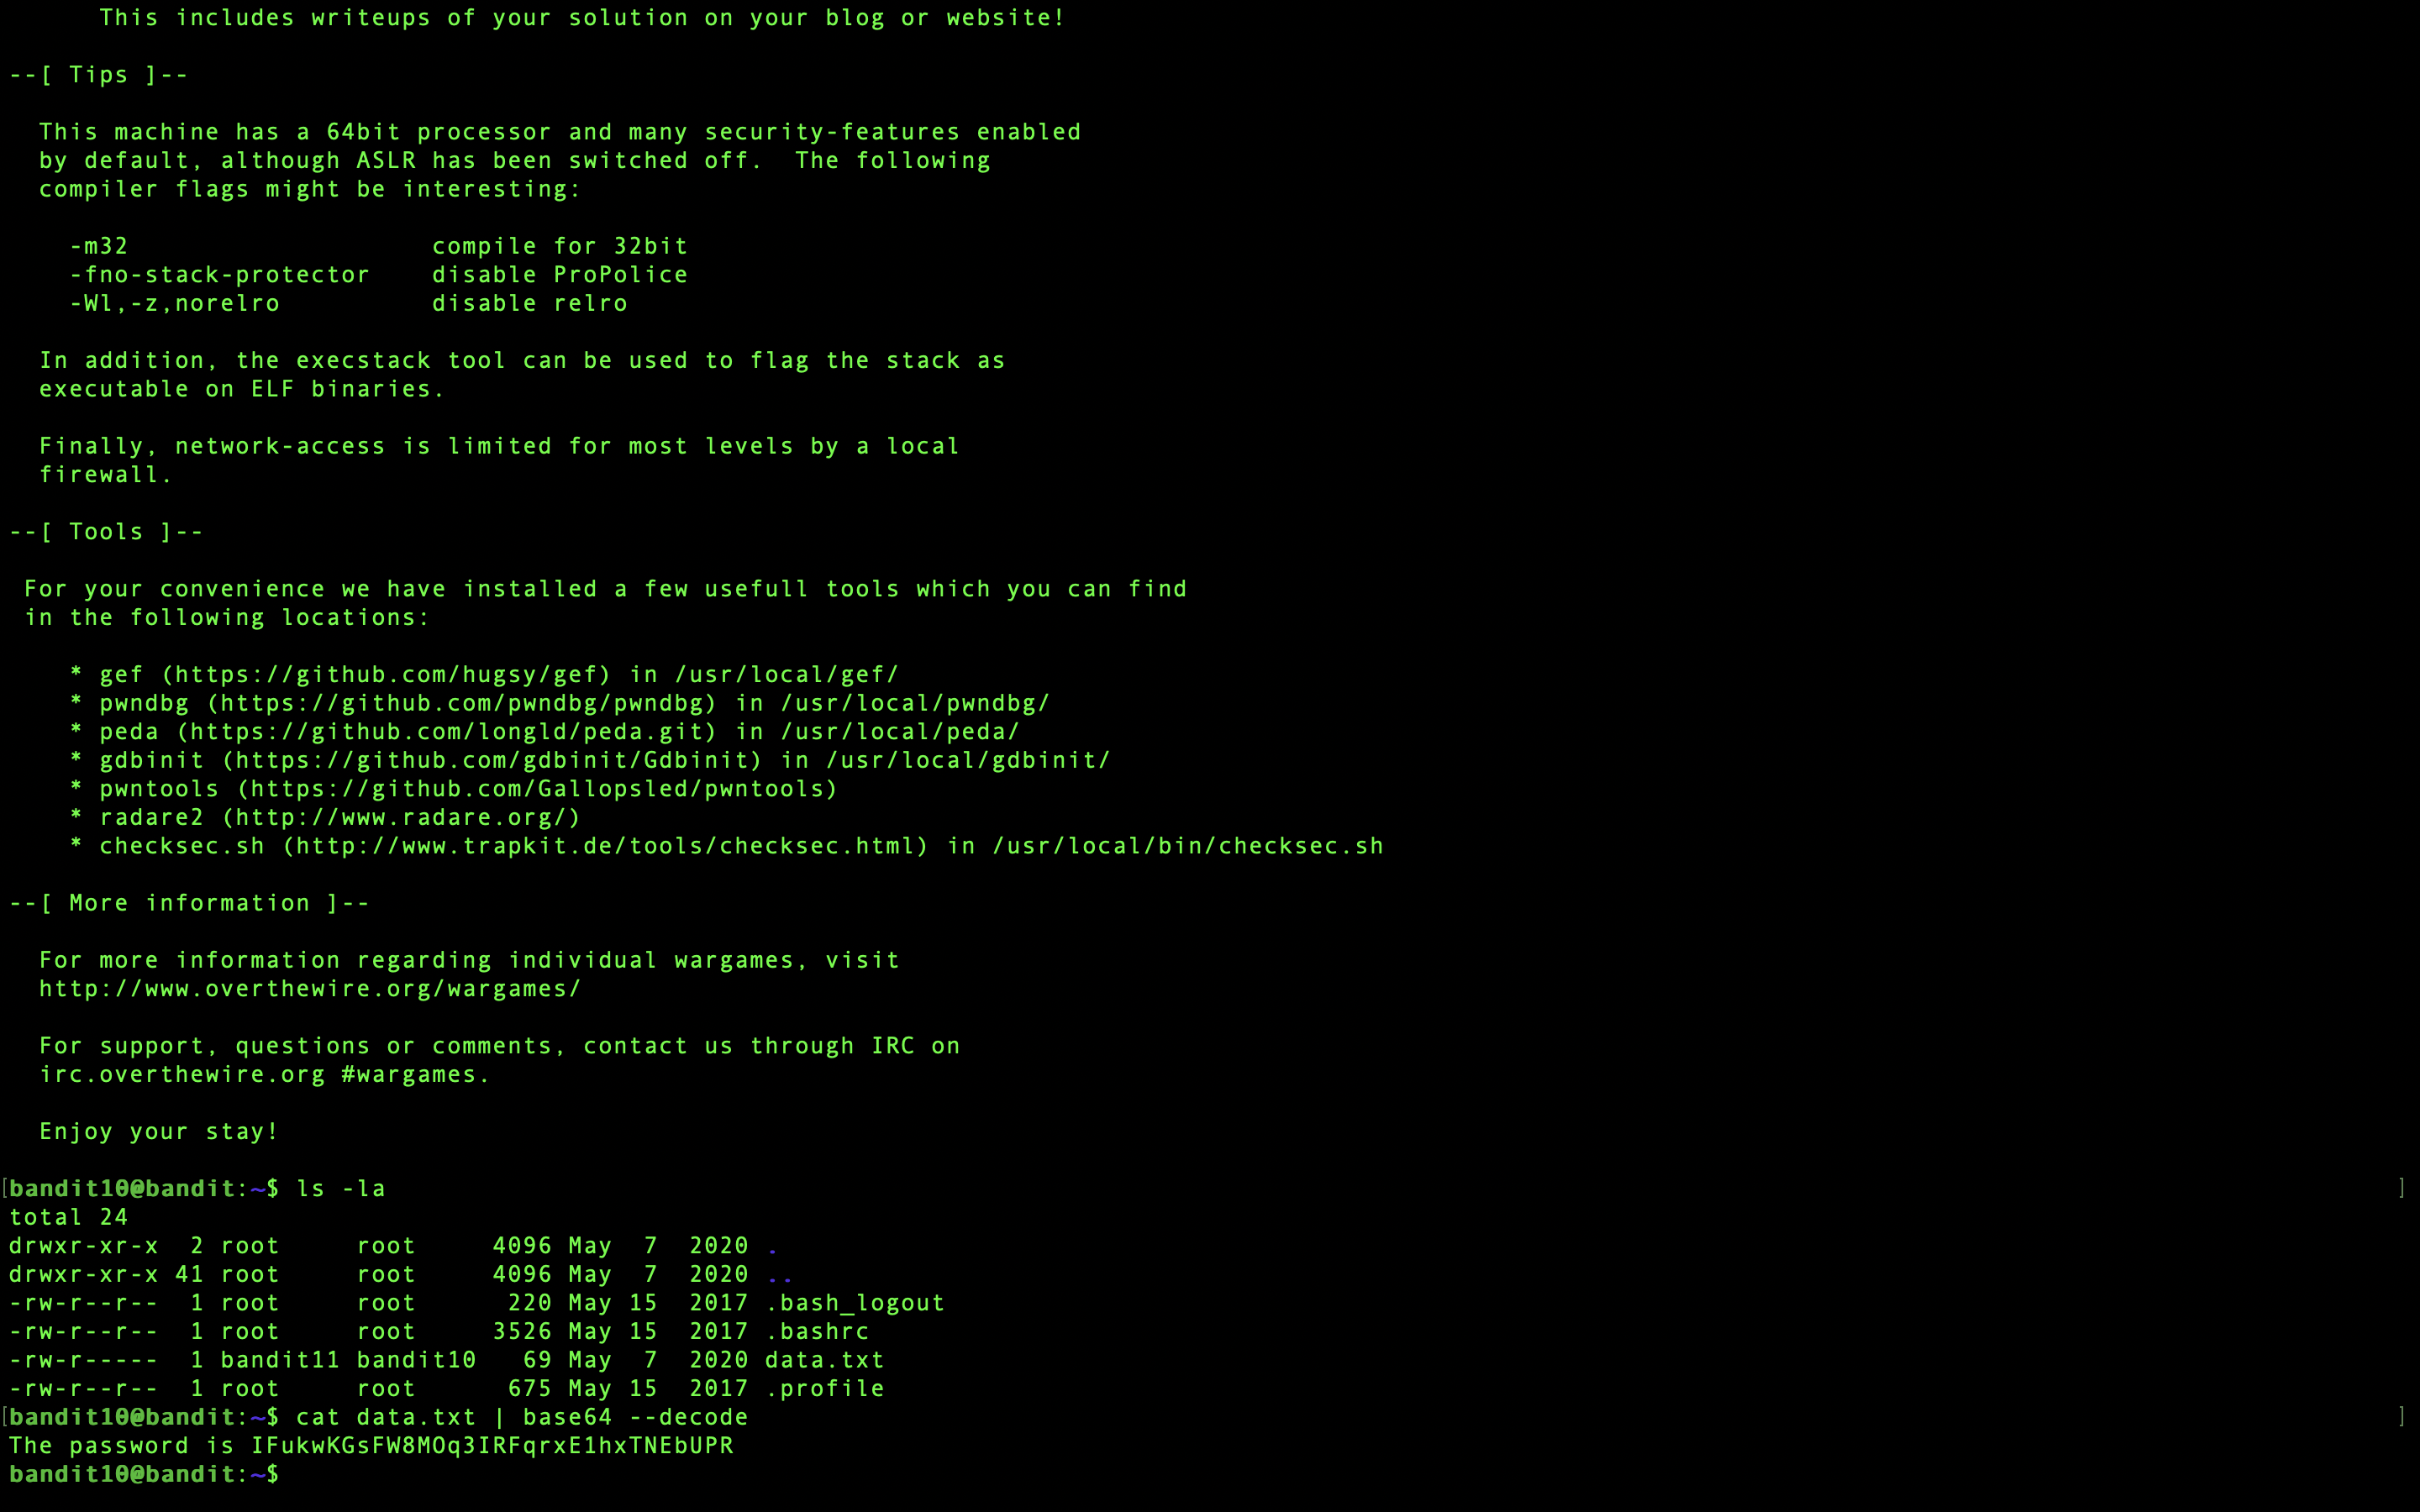 This includes writeups of your solution on your blog or website!
--[ Tips ]--
This machine has a 64bit processor and many security-features enabled
by default, although ASLR has been switched off.  The following
compiler flags might be interesting:
-m32                    compile for 32bit
-fno-stack-protector    disable ProPolice
-Wl,-z,norelro          disable relro
In addition, the execstack tool can be used to flag the stack as
executable on ELF binaries.
Finally, network-access is limited for most levels by a local
firewall.
--[ Tools ]--
For your convenience we have installed a few usefull tools which you can find
in the following locations:
* gef (https://github.com/hugsy/gef) in /usr/local/gef/
* pwndbg (https://github.com/pwndbg/pwndbg) in /usr/local/pwndbg/
* peda (https://github.com/longld/peda.git) in /usr/local/peda/
* gdbinit (https://github.com/gdbinit/Gdbinit) in /usr/local/gdbinit/
* pwntools (https://github.com/Gallopsled/pwntools)
* radare2 (http://www.radare.org/)
* checksec.sh (http://www.trapkit.de/tools/checksec.html) in /usr/local/bin/checksec.sh
--[ More information ]--
For more information regarding individual wargames, visit
http://www.overthewire.org/wargames/
For support, questions or comments, contact us through IRC on
irc.overthewire.org #wargames.
Enjoy your stay!
[bandit10@bandit:~$ ls -la ]
total 24
drwxr-xr-x  2 root     root     4096 May  7  2020 .
drwxr-xr-x 41 root     root     4096 May  7  2020 ..
-rw-r--r--  1 root     root      220 May 15  2017 .bash_logout
-rw-r--r--  1 root     root     3526 May 15  2017 .bashrc
-rw-r-----  1 bandit11 bandit10   69 May  7  2020 data.txt
-rw-r--r--  1 root     root      675 May 15  2017 .profile
[bandit10@bandit:~$ cat data.txt | base64 --decode ]
The password is IFukwKGsFW8MOq3IRFqrxE1hxTNEbUPR
bandit10@bandit:~$